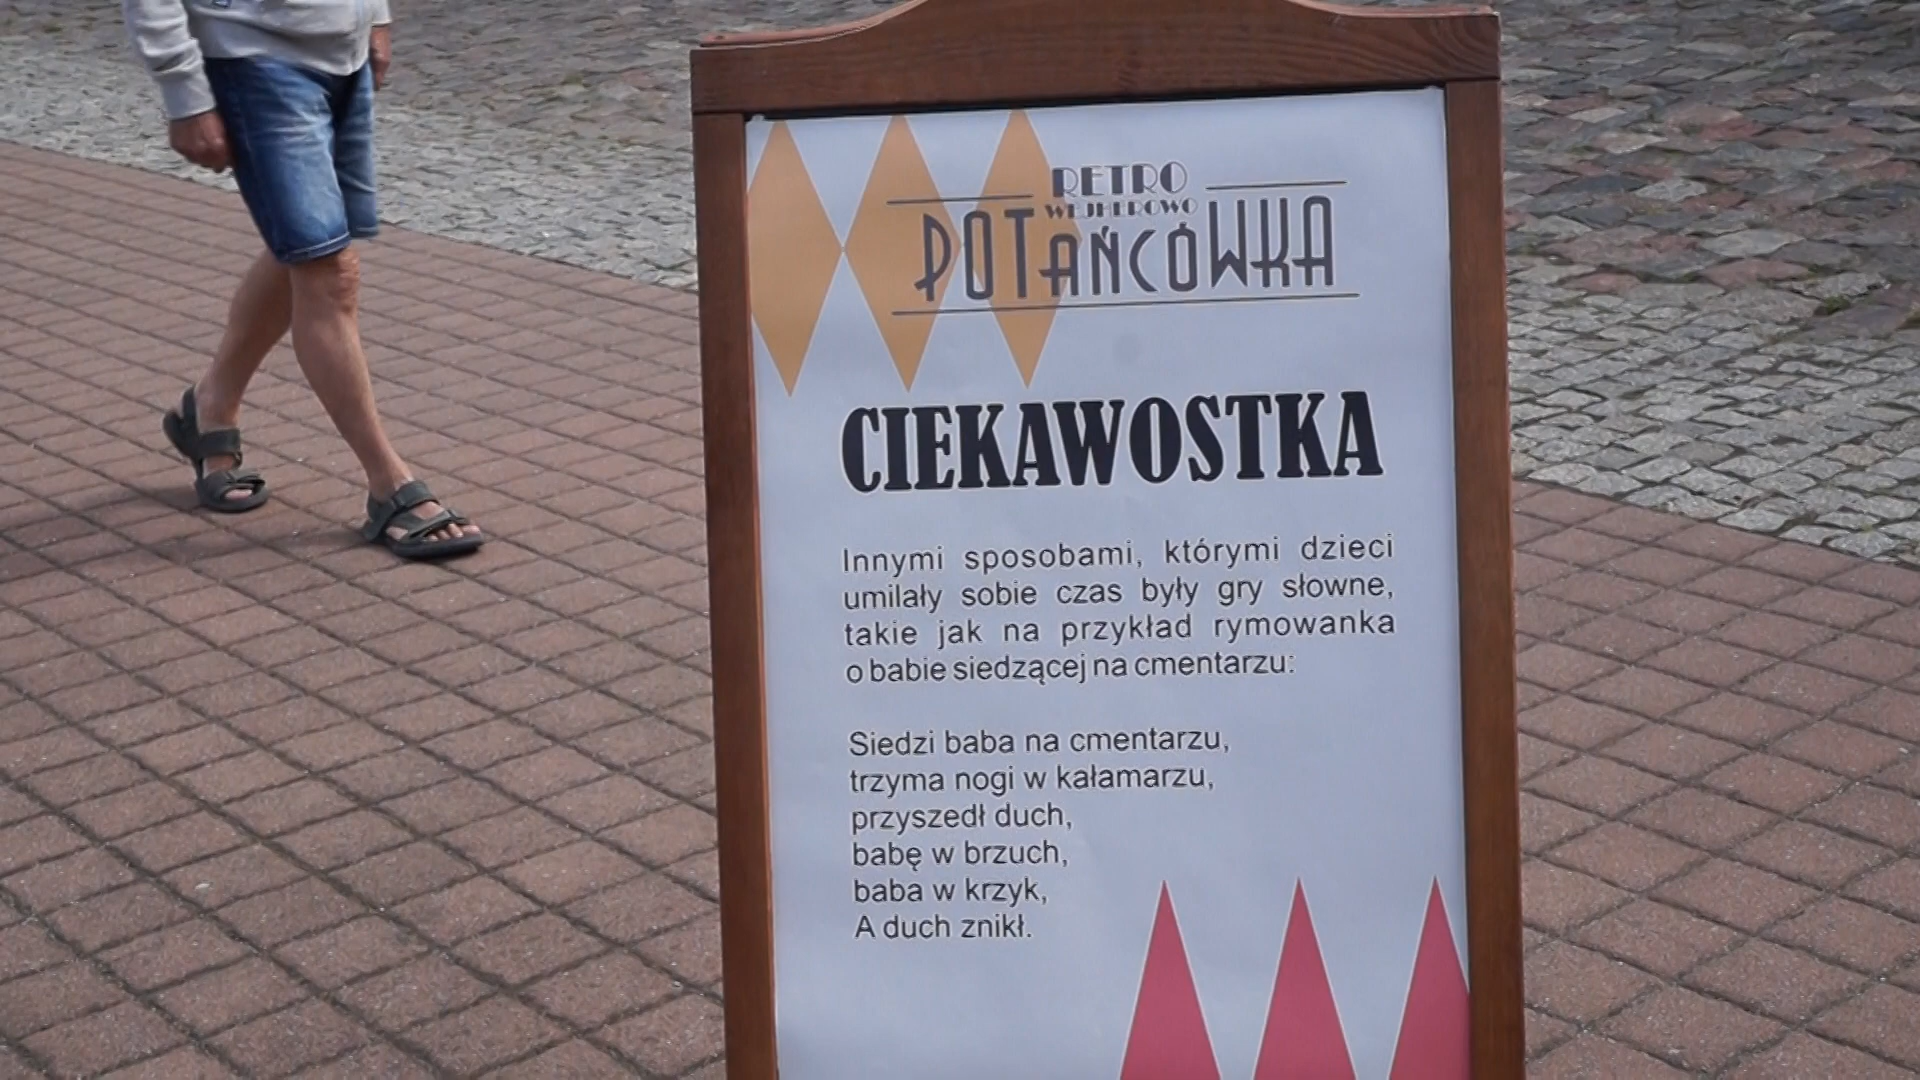 RETRO
WEJHEROWO
POTAŃCÓWKA
CIEKAWOSTKA
Innymi sposobami, którymi dzieci
umilały sobie czas były gry słowne,
takie jak na przykład rymowanka
o babie siedzącej na cmentarzu:
Siedzi baba na cmentarzu,
trzyma nogi w kałamarzu,
przyszedł duch,
babę w brzuch,
baba w krzyk,
A duch znikł.